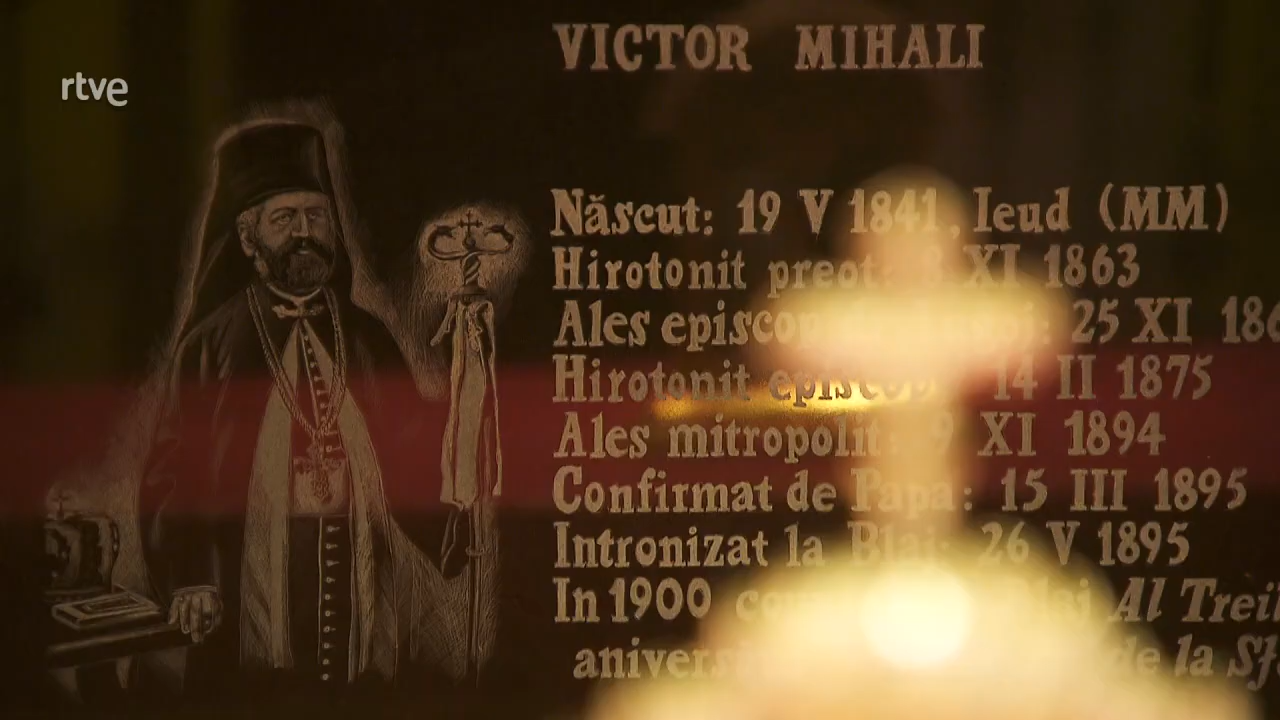 rtve
VICTOR MIHALI
Născut: 19 V 1841, Ieud (MM)
Hirotonit preot XI 1863
Ales 25 XI
Hirotonit episcop 14 II 1875
Ales mitropolit: 9 XI 1894
Confirmat de Papa: 15 III 1895
Intronizat la Blaj: 26 V 1895
In 1900 Al
de la